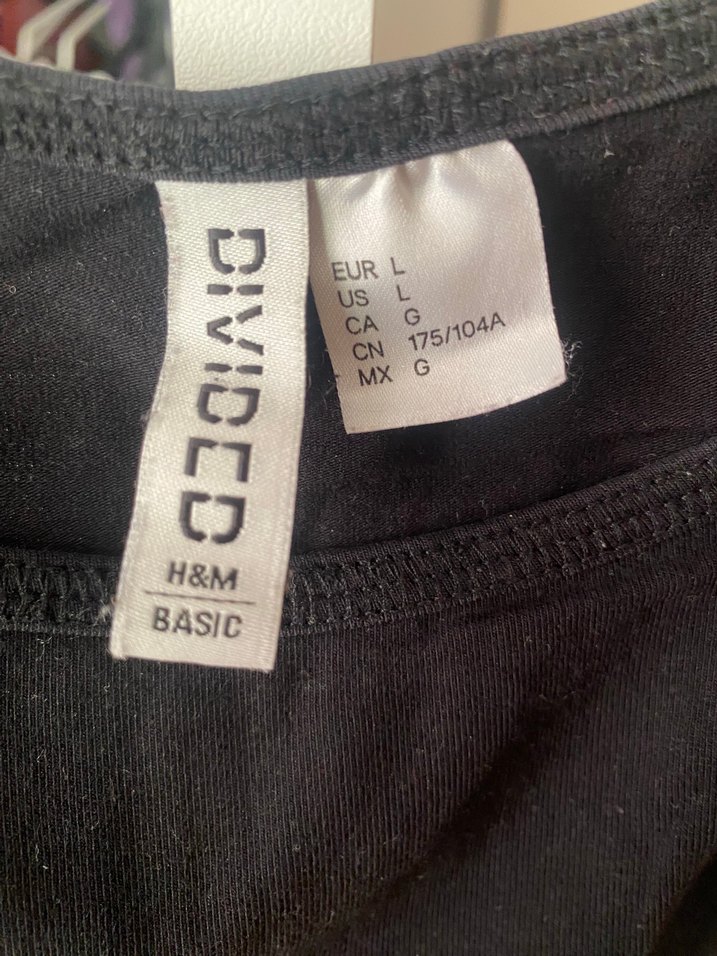 DIVIDED
H&M
BASIC
EUR L
US L
CA G
CN 175/104A
MX G